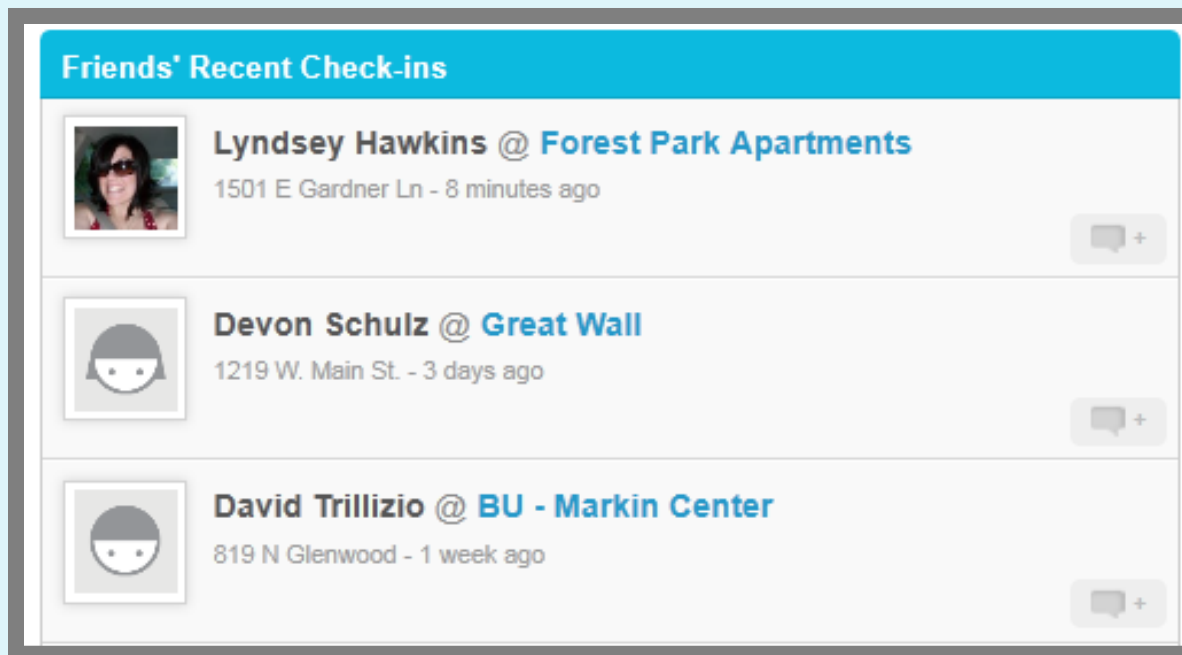 Friends' Recent Check-ins
Lyndsey Hawkins @ Forest Park Apartments
1501 E Gardner Ln - 8 minutes ago
+
Devon Schulz @ Great Wall
1219 W. Main St. - 3 days ago
+
David Trillizio @ BU - Markin Center
819 N Glenwood - 1 week ago
+